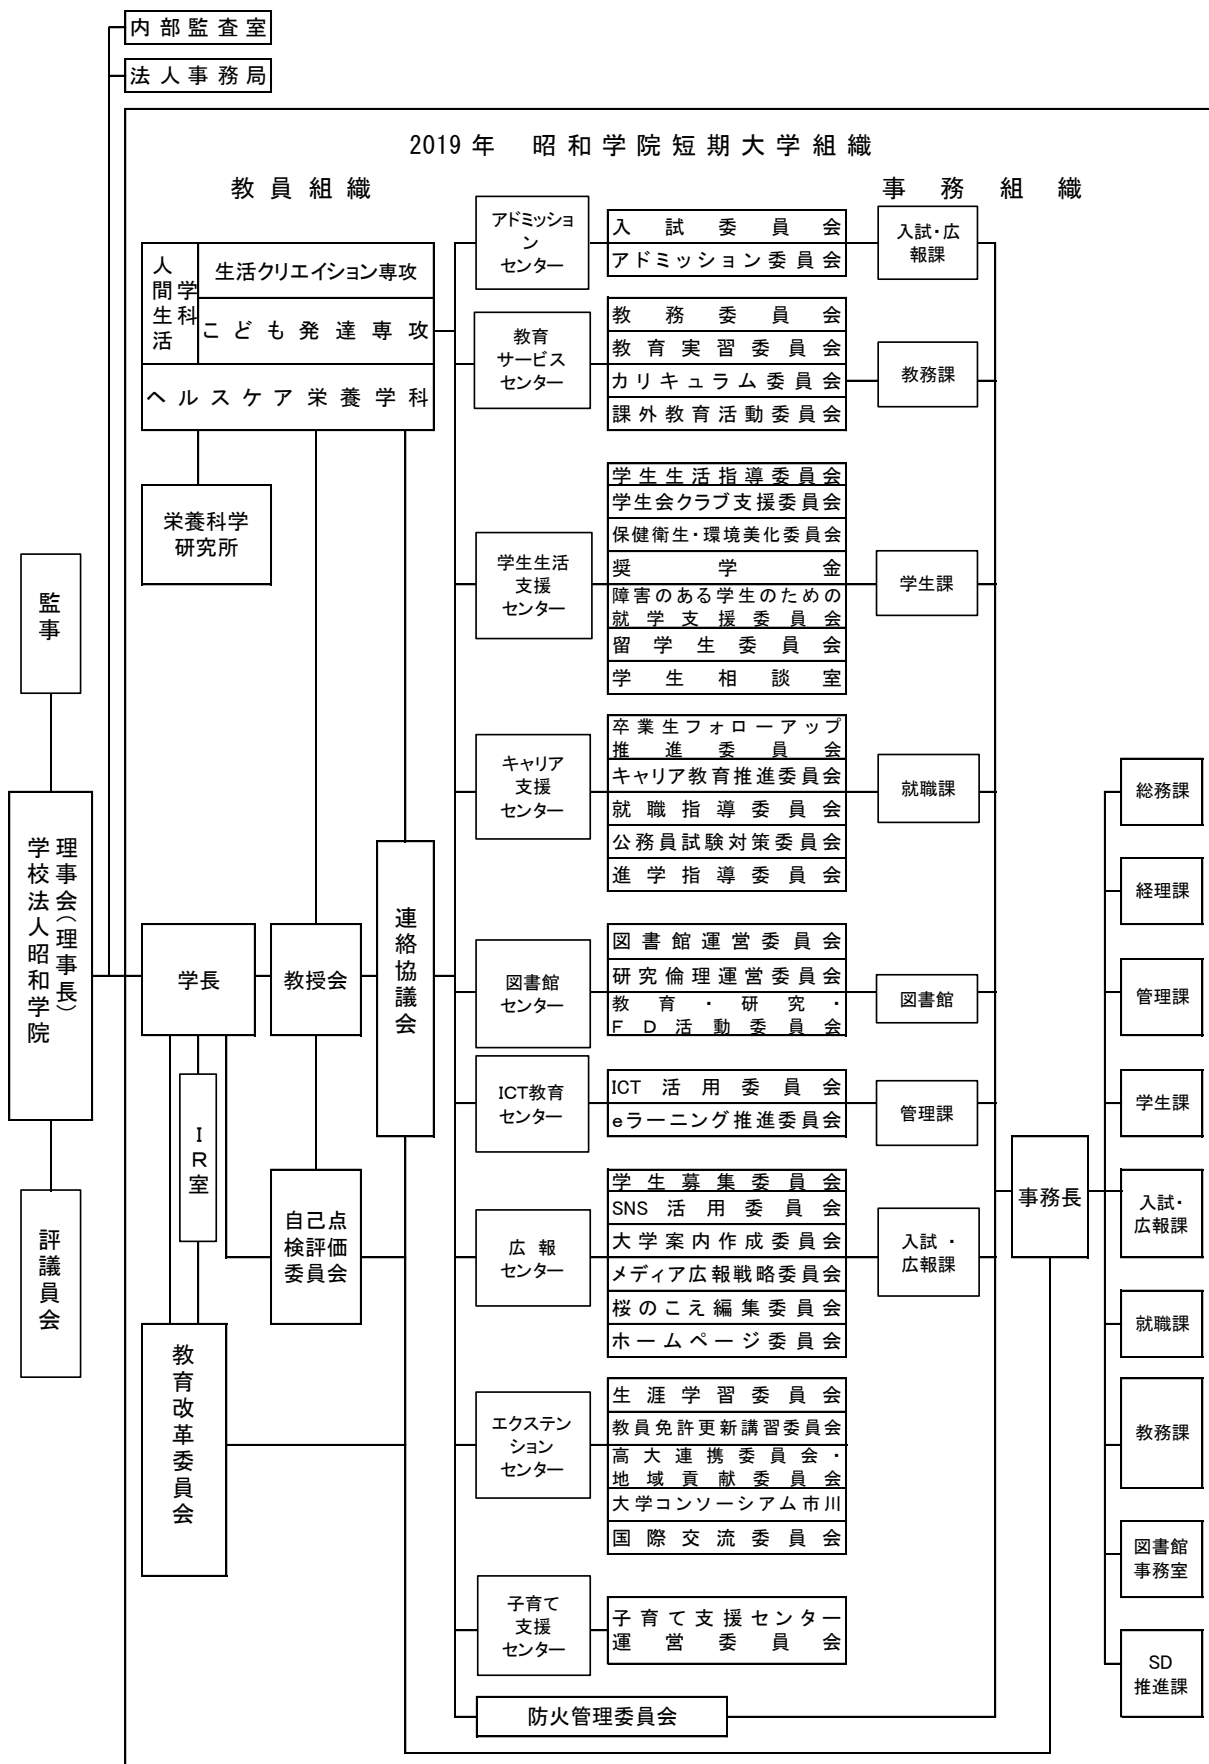 内部監査室
法人事務局
2019年 昭和学院短期大学組織
教員組織
事務組織
人間生活
学科
生活クリエイション専攻
こども発達専攻
ヘルスケア栄養学科
栄養科学
研究所
監事
理事会(理事長)
学校法人昭和学院
評議員会
学長
教授会
連絡協議会
IR室
自己点
検評価
委員会
教育改革委員会
アドミッショ
ン
センター
入試委員会
アドミッション委員会
入試・広
報課
教育
サービス
センター
教務委員会
教育実習委員会
カリキュラム委員会
課外教育活動委員会
教務課
学生生活
支援
センター
学生生活指導委員会
学生会クラブ支援委員会
保健衛生・環境美化委員会
奨学金
障害のある学生のための
就学支援委員会
留学生委員会
学生相談室
学生課
キャリア
支援
センター
卒業生フォローアップ
推進委員会
キャリア教育推進委員会
就職指導委員会
公務員試験対策委員会
進学指導委員会
就職課
図書館
センター
図書館運営委員会
研究倫理運営委員会
教育・研究・
FD活動委員会
図書館
ICT教育
センター
ICT活用委員会
eラーニング推進委員会
管理課
広報
センター
学生募集委員会
SNS活用委員会
大学案内作成委員会
メディア広報戦略委員会
桜のこえ編集委員会
ホームページ委員会
入試・
広報課
エクステン
ション
センター
生涯学習委員会
教員免許更新講習委員会
高大連携委員会・
地域貢献委員会
大学コンソーシアム市川
国際交流委員会
子育て
支援
センター
子育て支援センター
運営委員会
防火管理委員会
事務長
総務課
経理課
管理課
学生課
入試・
広報課
就職課
教務課
図書館
事務室
SD
推進課